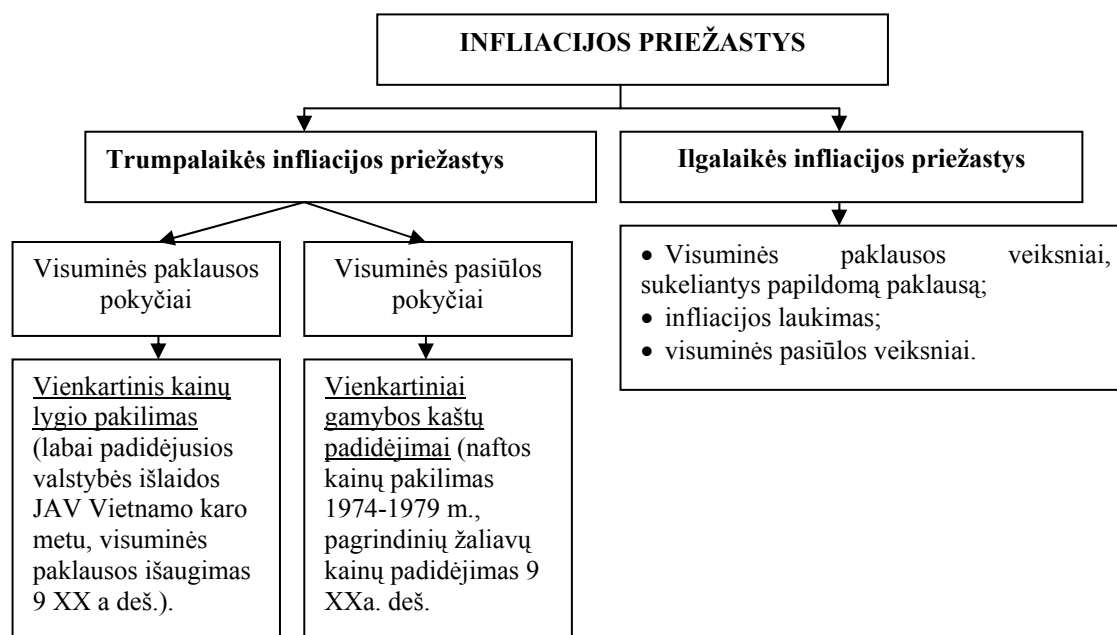 INFLIACIJOS PRIEŽASTYS
Trumpalaikės infliacijos priežastys
Ilgalaikės infliacijos priežastys
Visuminės paklausos
pokyčiai
Visuminės pasiūlos
pokyčiai
• Visuminės paklausos veiksniai,
sukeliantys papildomą paklausą;
• infliacijos laukimas;
• visuminės pasiūlos veiksniai.
Vienkartinis kainų
lygio pakilimas
(labai padidėjusios
valstybės išlaidos
JAV Vietnamo karo
metu, visuminės
paklausos išaugimas
9 XX a deš.).
Vienkartiniai
gamybos kaštų
padidėjimai (naftos
kainų pakilimas
1974-1979 m.,
pagrindinių žaliavų
kainų padidėjimas 9
XXa. deš.